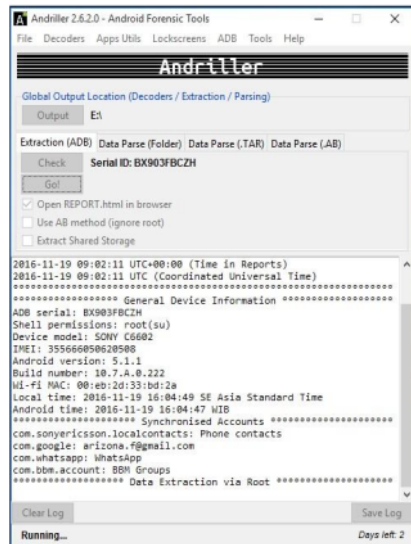 Andriller 2.6.2.0 - Android Forensic Tools
File Decoders Apps Utils Lockscreens ADB Tools Help
Andriller
Global Output Location (Decoders / Extraction / Parsing)
Output E:\
Extraction (ADB) Data Parse (Folder) Data Parse (.TAR) Data Parse (.AB)
Check Serial ID: BX903FBCZH
Go!
Open REPORT.html in browser
Use AB method (ignore root)
Extract Shared Storage
2016-11-19 09:02:11 UTC+00:00 (Time in Reports)
2016-11-19 09:02:11 UTC (Coordinated Universal Time)
General Device Information
ADB serial: BX903FBCZH
Shell permissions: root(su)
Device model: SONY C6602
IMEI: 355666050620508
Android version: 5.1.1
Build number: 10.7.A.0.222
Wi-fi MAC: 00:eb:2d:33:bd:2a
Local time: 2016-11-19 16:04:49 SE Asia Standard Time
Android time: 2016-11-19 16:04:47 WIB
Synchronised Accounts
com.sonyericsson.localcontacts: Phone contacts
com.google: arizona.f@gmail.com
com.whatsapp: WhatsApp
com.bbm.account: BBM Groups
Data Extraction via Root
Clear Log Save Log
Running... Days left: 2